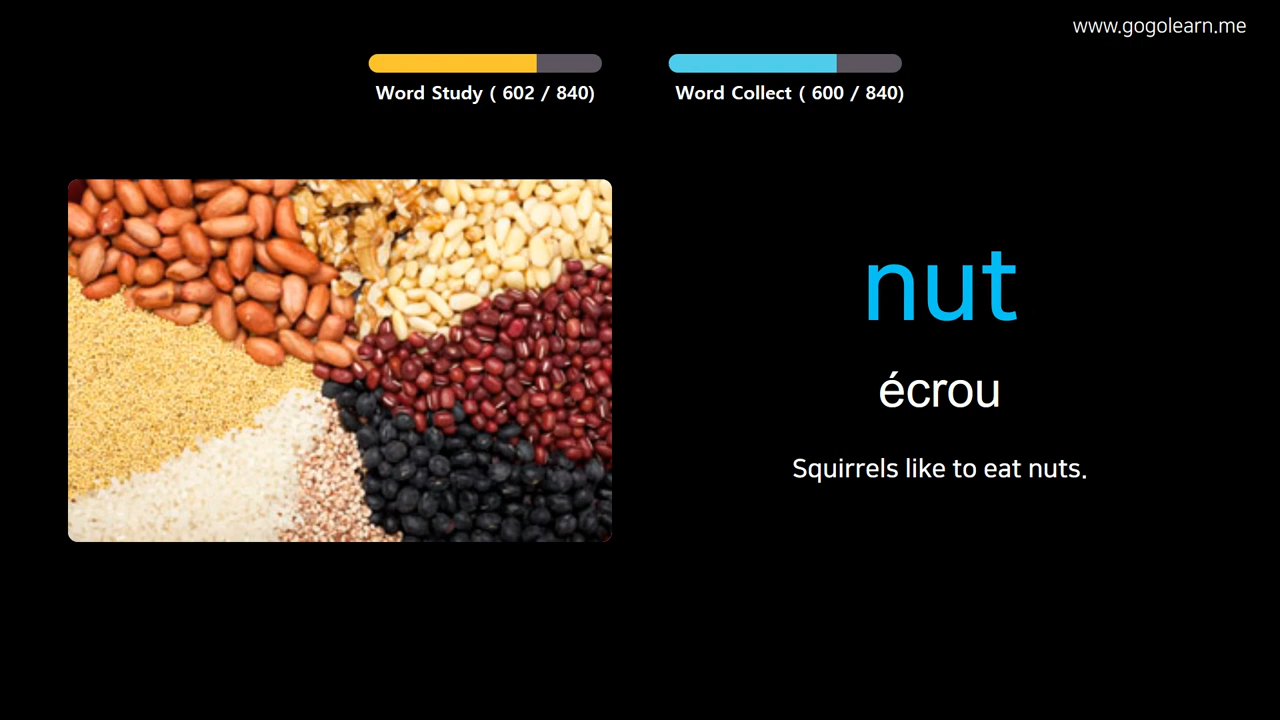 www.gogolearn.me
Word Study ( 602 / 840)
Word Collect ( 600 / 840)
nut
écrou
Squirrels like to eat nuts.